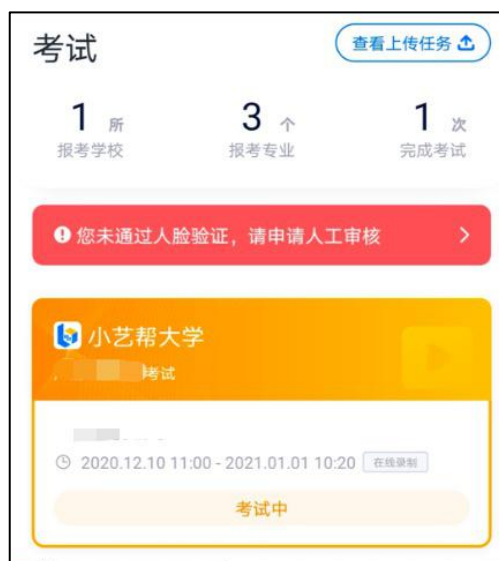 考试
查看上传任务
1 所
3 个
1 次
报考学校
报考专业
完成考试
您未通过人脸验证，请申请人工审核
小艺帮大学
考试
2020.12.10 11:00 - 2021.01.01 10:20 在线录制
考试中